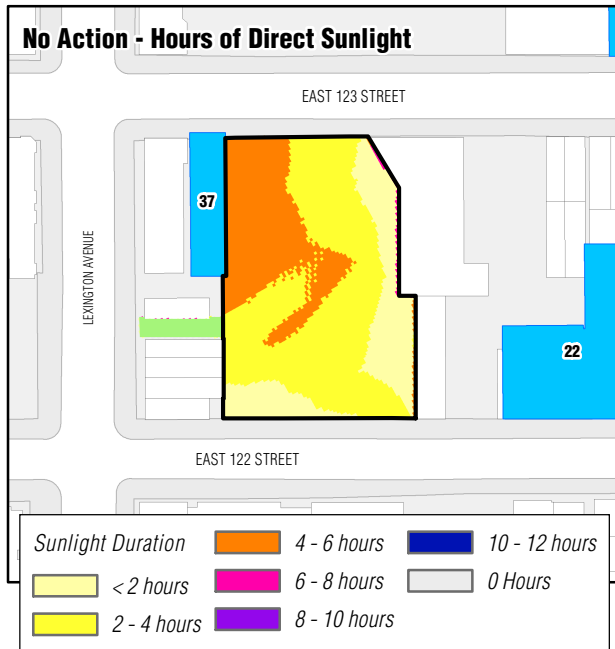 No Action - Hours of Direct Sunlight
EAST 123 STREET
37
LEXINGTON AVENUE
22
EAST 122 STREET
Sunlight Duration
< 2 hours
2 - 4 hours
4 - 6 hours
6 - 8 hours
8 - 10 hours
10 - 12 hours
0 Hours